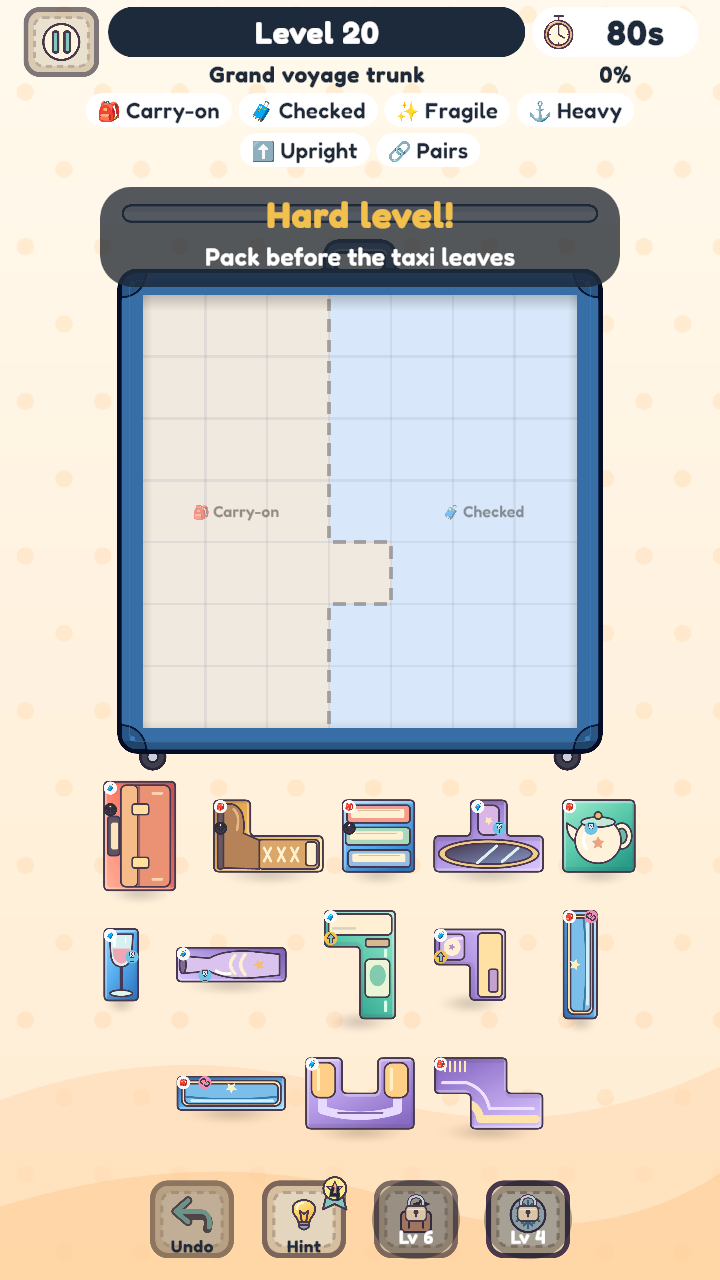 Level 20
80s
Grand voyage trunk
0%
Carry-on
Checked
Fragile
Heavy
Upright
Pairs
Hard level!
Pack before the taxi leaves
Carry-on
Checked
XXX
4
Undo
Hint
Lv 6
Lv 4